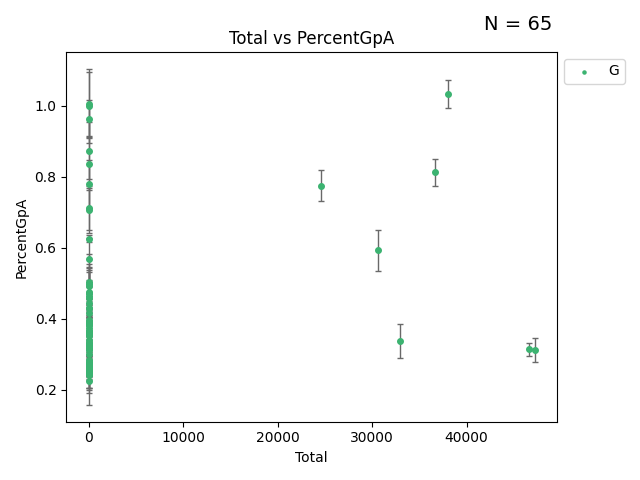 N = 65
Total vs PercentGpA
G
PercentGpA
1.0
0.8
0.6
0.4
0.2
0 10000 20000 30000 40000
Total